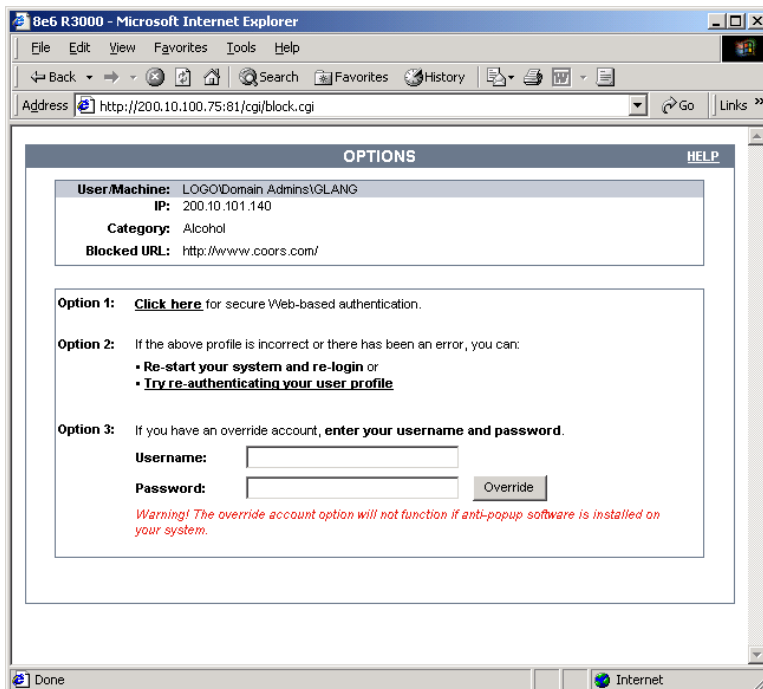 8e6 R3000 - Microsoft Internet Explorer
File Edit View Favorites Tools Help
Back Search Favorites History
Address http://200.10.100.75:81/cgi/block.cgi Go Links »
OPTIONS HELP
User/Machine: LOGO\Domain Admins\GLANG
IP: 200.10.101.140
Category: Alcohol
Blocked URL: http://www.coors.com/
Option 1: Click here for secure Web-based authentication.
Option 2: If the above profile is incorrect or there has been an error, you can:
▪ Re-start your system and re-login or
▪ Try re-authenticating your user profile
Option 3: If you have an override account, enter your username and password.
Username:
Password: Override
Warning! The override account option will not function if anti-popup software is installed on
your system.
Done Internet